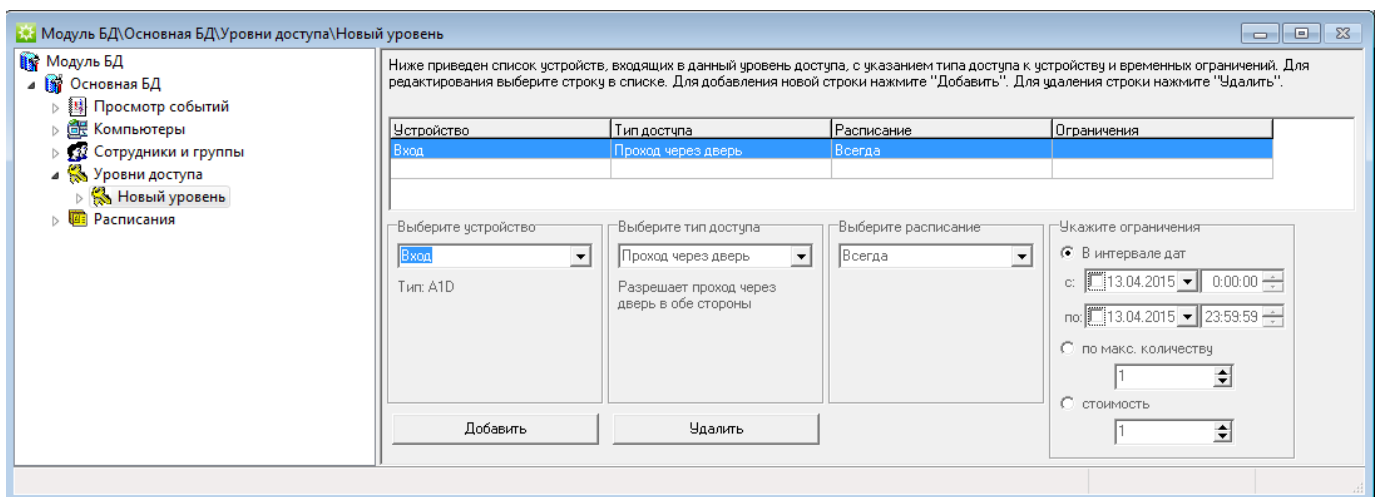 Модуль БД\Основная БД\Уровни доступа\Новый уровень
Модуль БД
Основная БД
Просмотр событий
Компьютеры
Сотрудники и группы
Уровни доступа
Новый уровень
Расписания
Ниже приведен список устройств, входящих в данный уровень доступа, с указанием типа доступа к устройству и временных ограничений. Для
редактирования выберите строку в списке. Для добавления новой строки нажмите "Добавить". Для удаления строки нажмите "Удалить".
Устройство Тип доступа Расписание Ограничения
Вход Проход через дверь Всегда
Выберите устройство
Вход
Тип: A1D
Выберите тип доступа
Проход через дверь
Разрешает проход через
дверь в обе стороны
Выберите расписание
Всегда
Укажите ограничения
В интервале дат
с: 13.04.2015 0:00:00
по: 13.04.2015 23:59:59
по макс. количеству
1
стоимость
1
Добавить Удалить